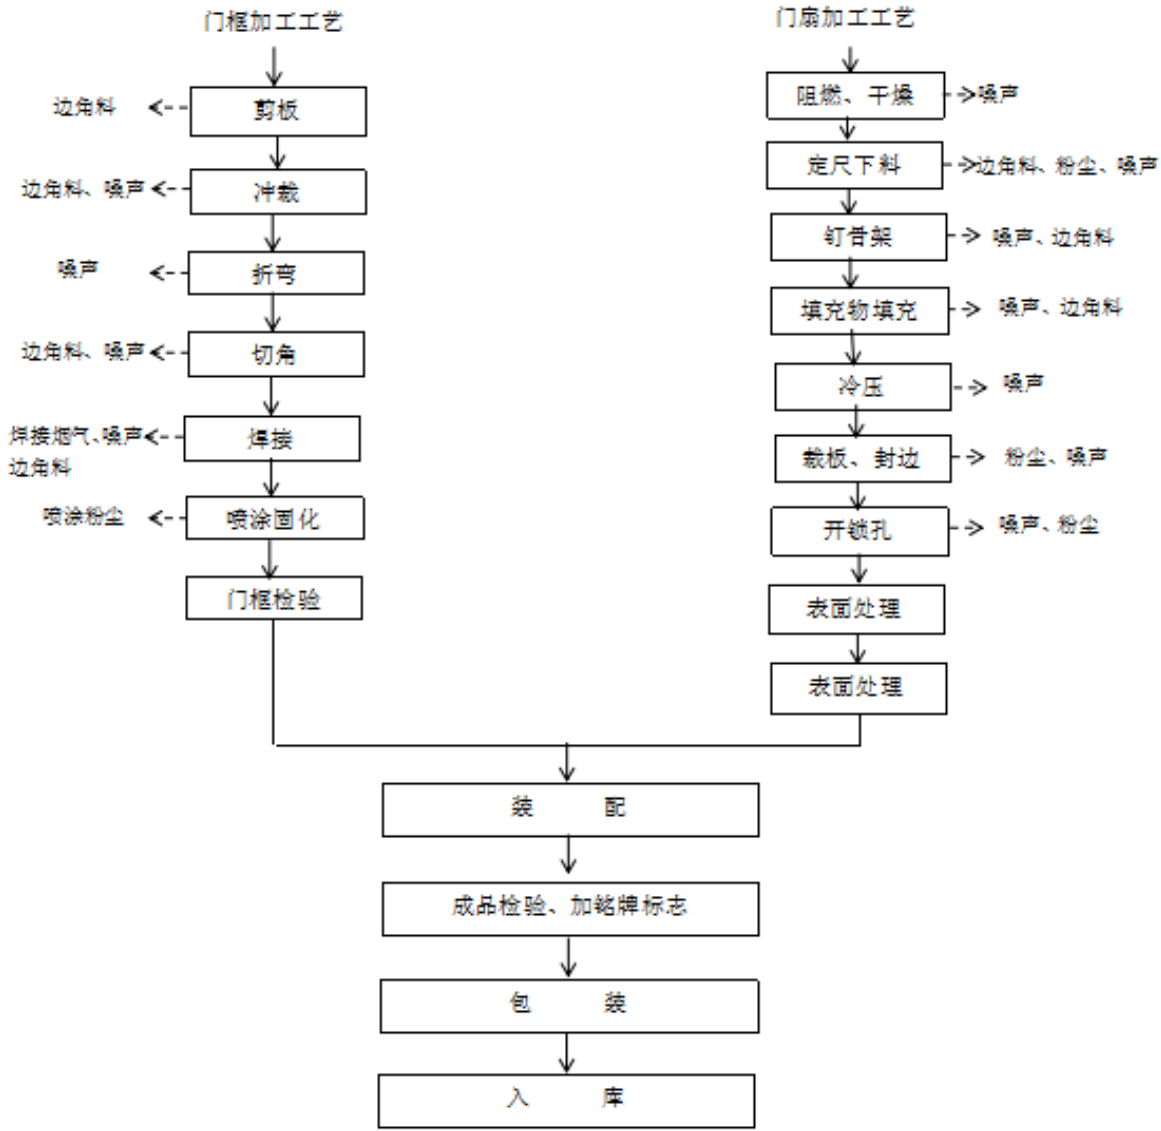 门框加工工艺
边角料
剪板
边角料、噪声
冲裁
噪声
折弯
边角料、噪声
切角
焊接烟气、噪声
边角料
焊接
喷涂粉尘
喷涂固化
门框检验
门扇加工工艺
阻燃、干燥
噪声
定尺下料
边角料、粉尘、噪声
钉骨架
噪声、边角料
填充物填充
噪声、边角料
冷压
噪声
裁板、封边
粉尘、噪声
开锁孔
噪声、粉尘
表面处理
表面处理
装 配
成品检验、加铭牌标志
包 装
入 库